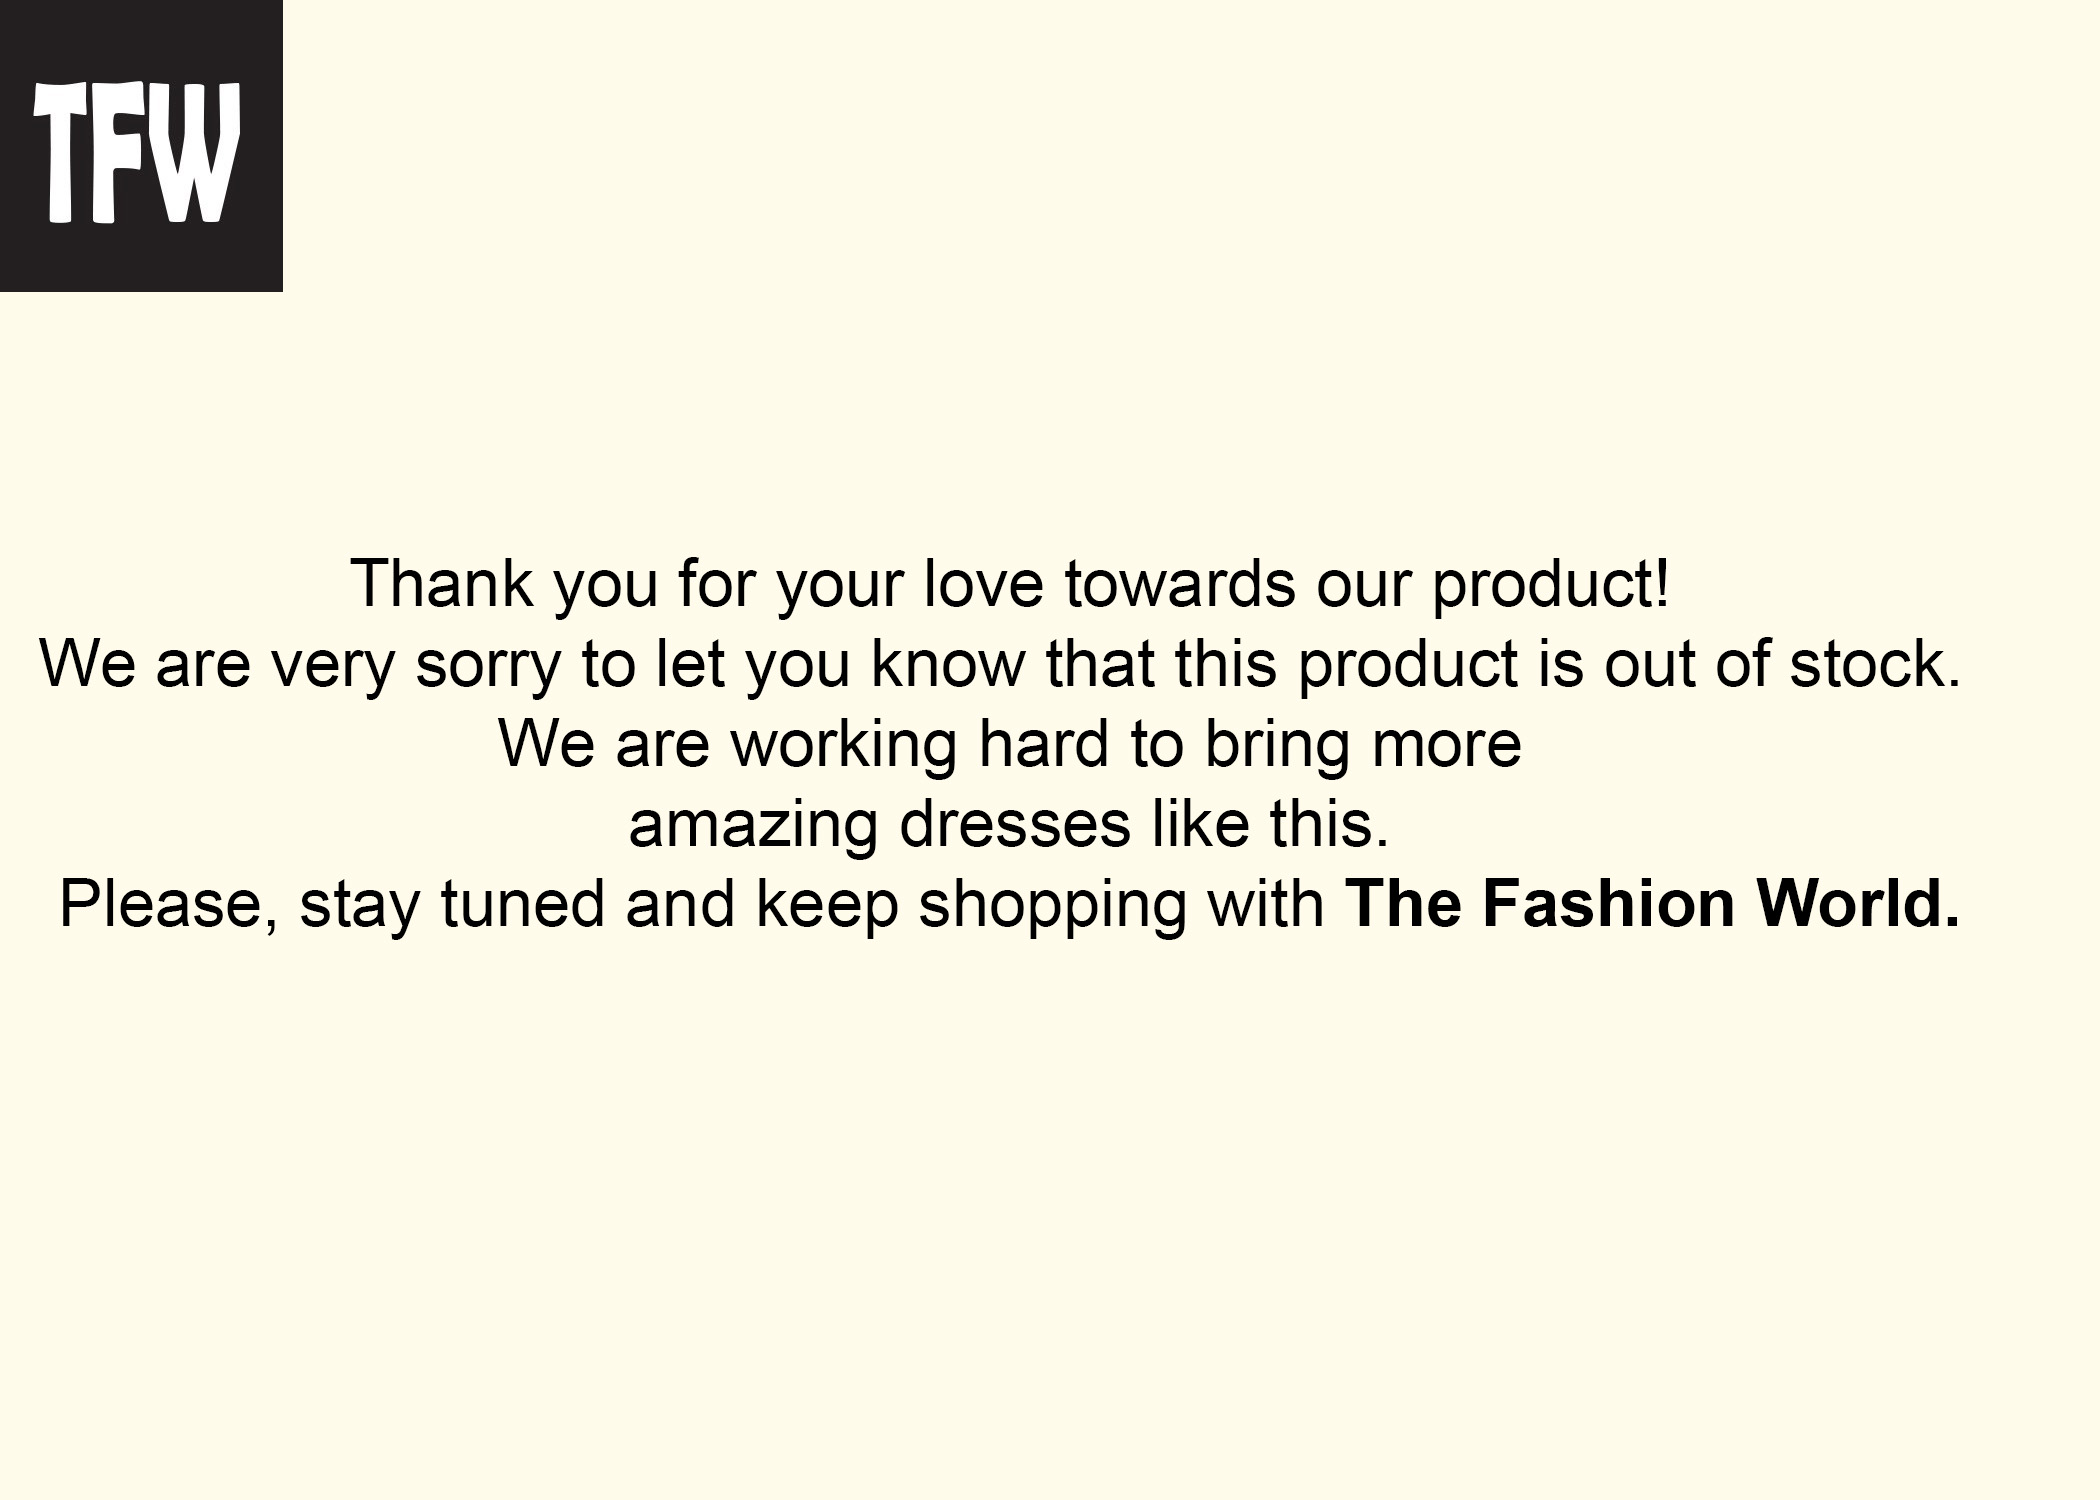 TFW
Thank you for your love towards our product!
We are very sorry to let you know that this product is out of stock.
We are working hard to bring more
amazing dresses like this.
Please, stay tuned and keep shopping with The Fashion World.